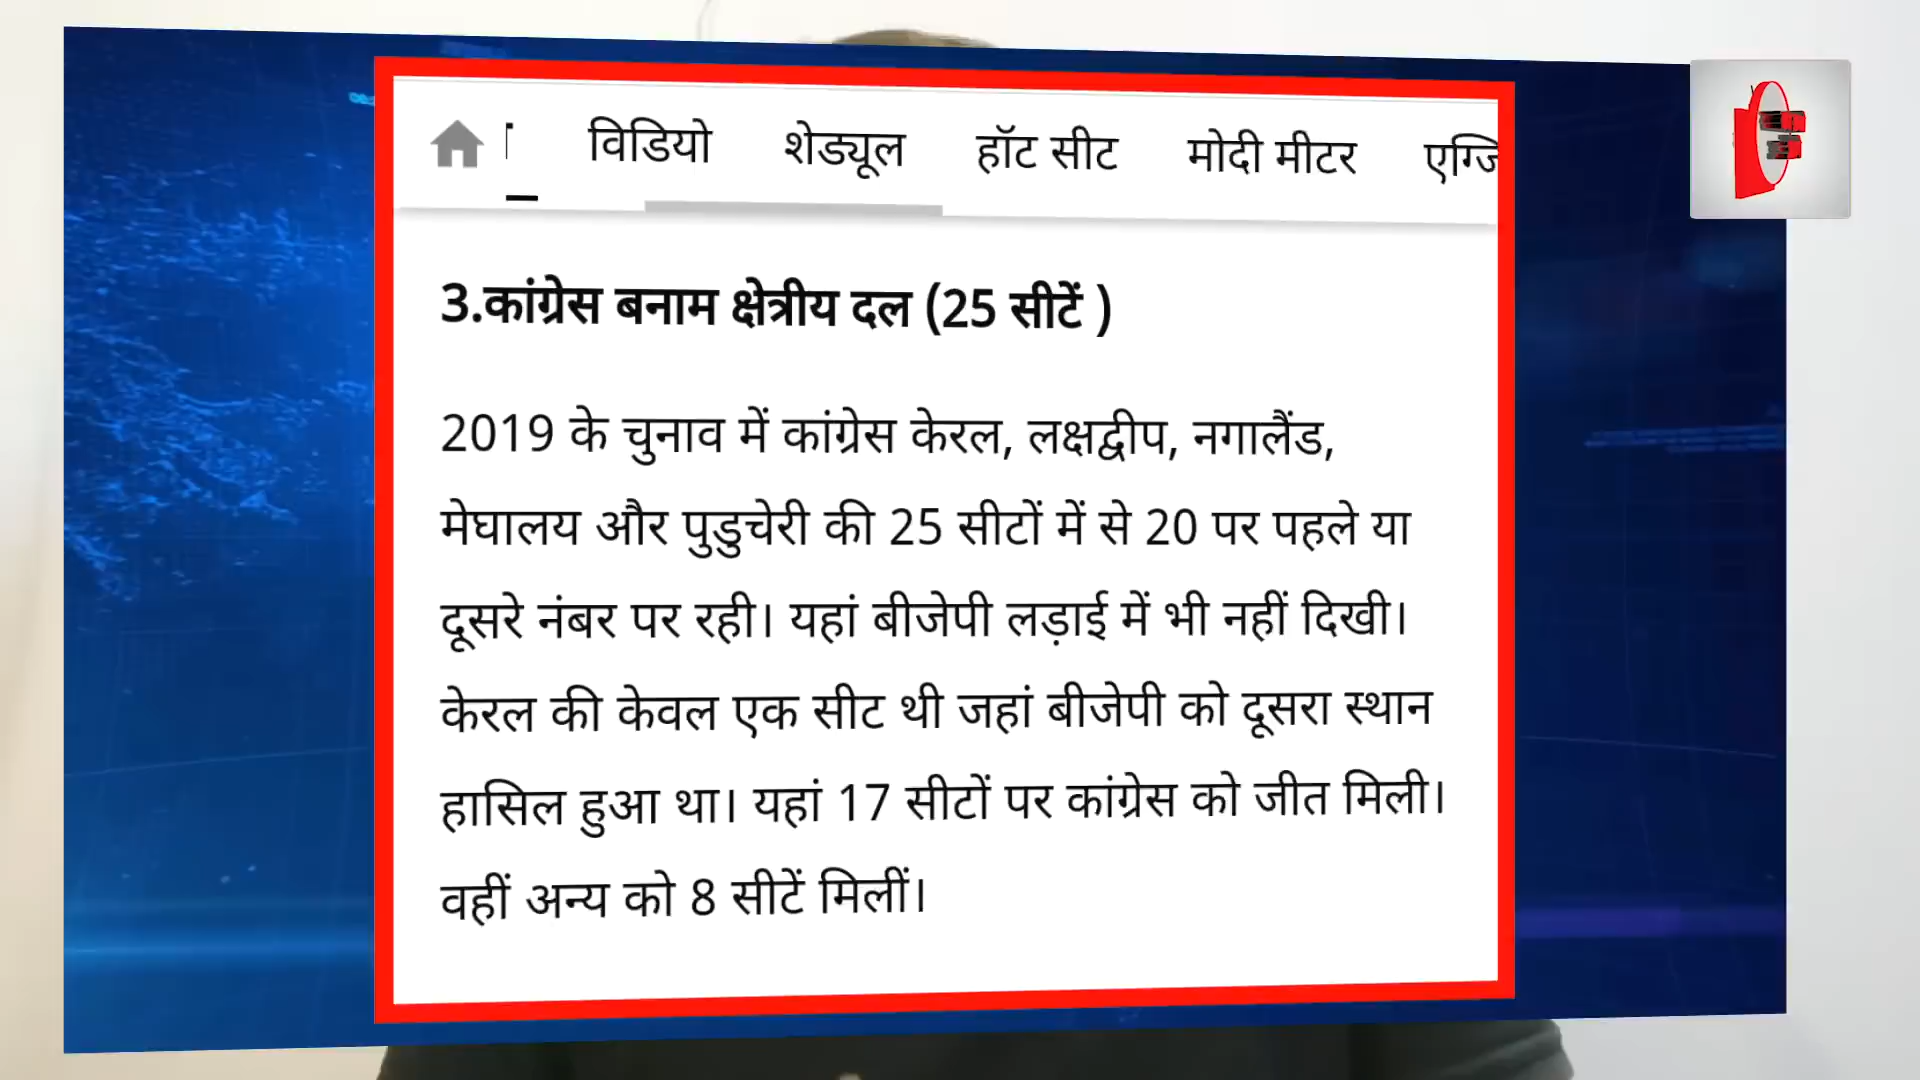 विडियो शेड्यूल हॉट सीट मोदी मीटर
3.कांग्रेस बनाम क्षेत्रीय दल (25 सीटें )
2019 के चुनाव में कांग्रेस केरल, लक्षद्वीप, नगालैंड,
मेघालय और पुडुचेरी की 25 सीटों में से 20 पर पहले या
दूसरे नंबर पर रही। यहां बीजेपी लड़ाई में भी नहीं दिखी।
केरल की केवल एक सीट थी जहां बीजेपी को दूसरा स्थान
हासिल हुआ था। यहां 17 सीटों पर कांग्रेस को जीत मिली।
वहीं अन्य को 8 सीटें मिलीं।